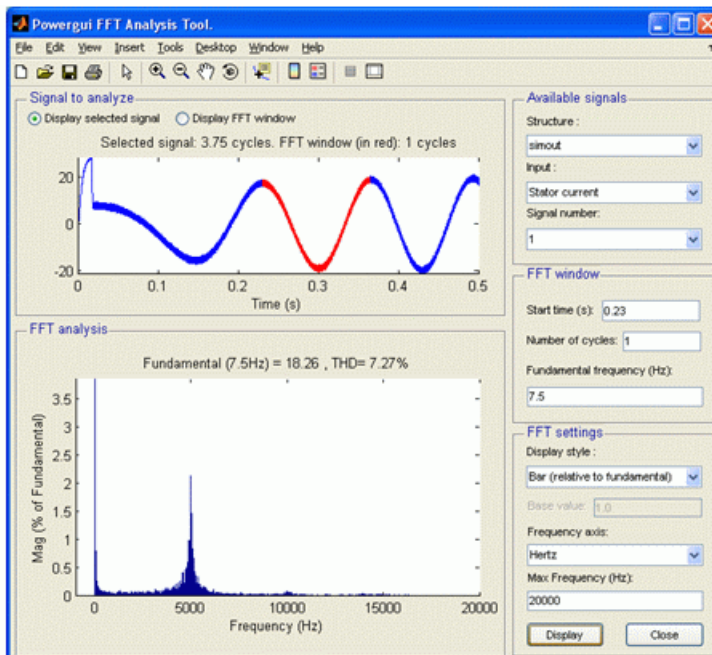 Powergui FFT Analysis Tool.
File Edit View Insert Tools Desktop Window Help
Signal to analyze
Display selected signal Display FFT window
Selected signal: 3.75 cycles. FFT window (in red): 1 cycles
20
0
-20
0 0.1 0.2 0.3 0.4 0.5
Time (s)
FFT analysis
Fundamental (7.5Hz) = 18.26 , THD= 7.27%
3.5
3
2.5
2
1.5
1
0.5
0
Mag (% of Fundamental)
0 5000 10000 15000 20000
Frequency (Hz)
Available signals
Structure :
simout
Input :
Stator current
Signal number:
1
FFT window
Start time (s): 0.23
Number of cycles: 1
Fundamental frequency (Hz):
7.5
FFT settings
Display style :
Bar (relative to fundamental)
Base value: 1.0
Frequency axis:
Hertz
Max Frequency (Hz):
20000
Display Close